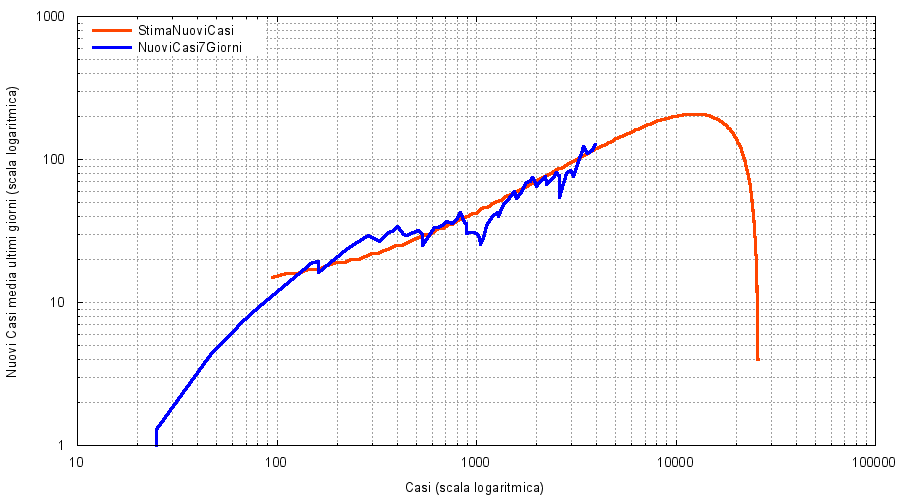 1000
StimaNuoviCasi
NuoviCasi7Giorni
100
10
1
10
100
1000
10000
100000
Nuovi Casi media ultimi giorni (scala logaritmica)
Casi (scala logaritmica)